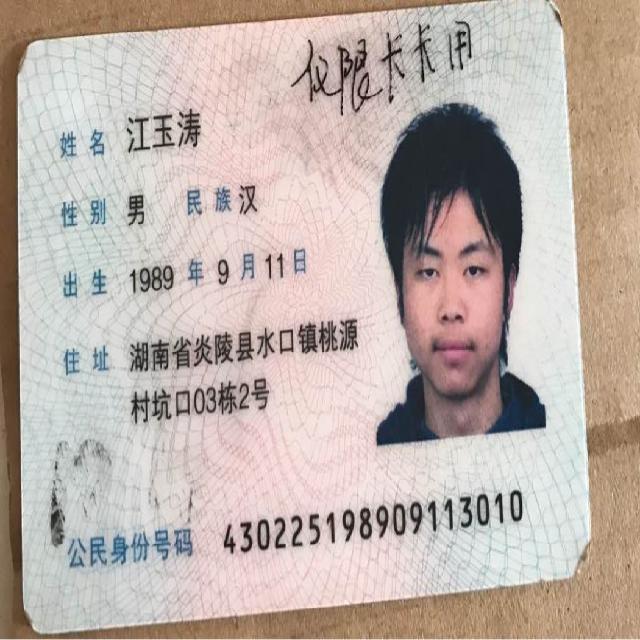 仅限卡卡用
姓名 江玉涛
性别 男 民族 汉
出生 1989 年 9 月 11 日
住址 湖南省炎陵县水口镇桃源
村坑口03栋2号
公民身份号码 430225198909113010